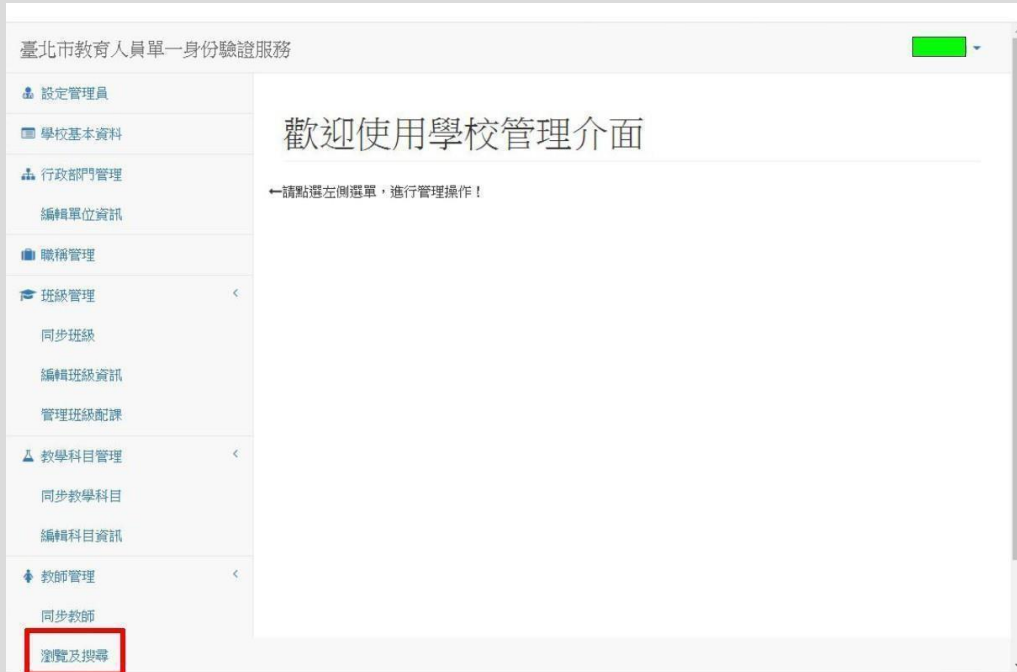 臺北市教育人員單一身份驗證服務
設定管理員
學校基本資料
行政部門管理
編輯單位資訊
職稱管理
班級管理
同步班級
編輯班級資訊
管理班級配課
教學科目管理
同步教學科目
編輯科目資訊
教師管理
同步教師
瀏覽及搜尋
歡迎使用學校管理介面
←請點選左側選單，進行管理操作！